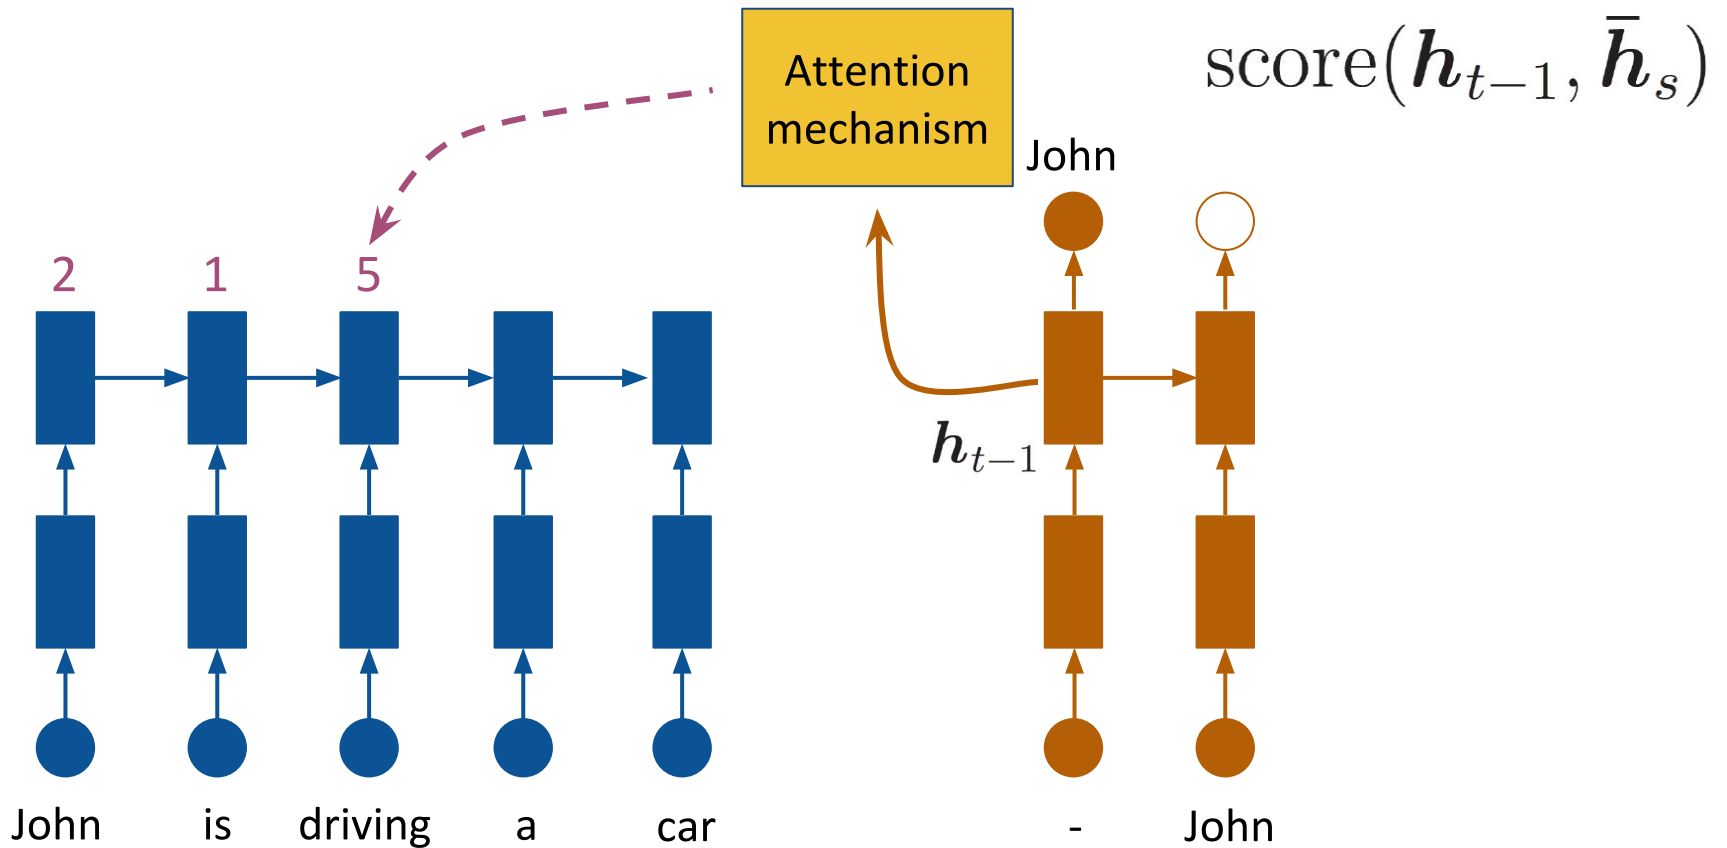 Attention
mechanism
score(h_{t−1}, h̄_s)
John
2 1 5
h_{t−1}
John is driving a car - John